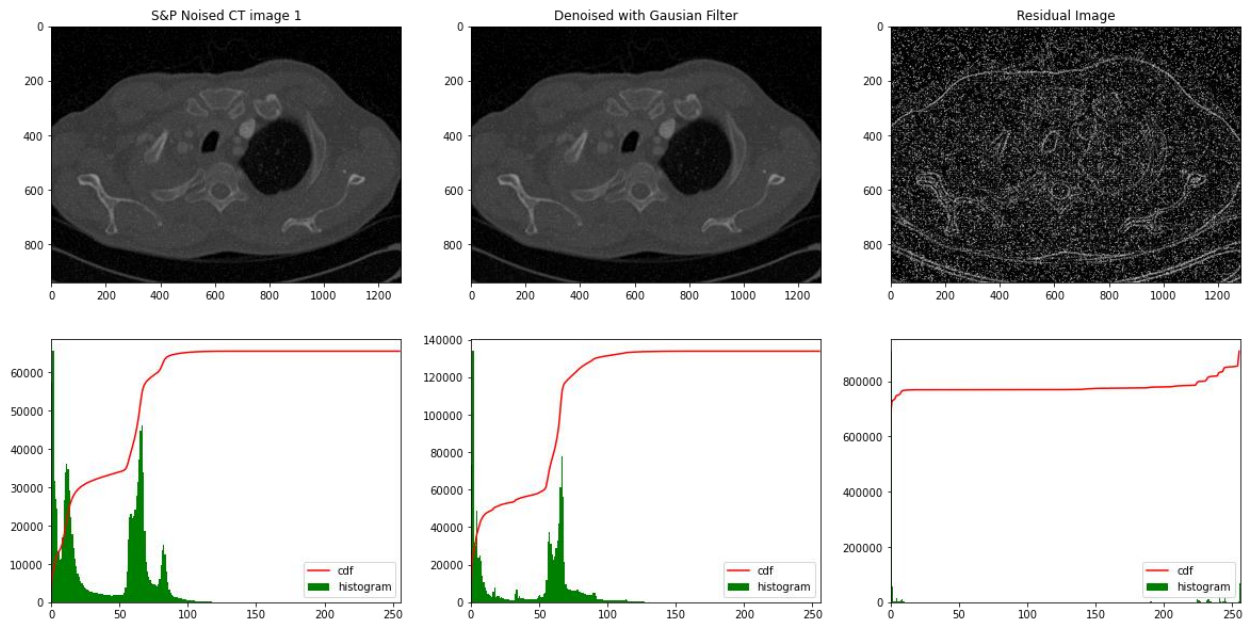 S&P Noised CT image 1
Denoised with Gausian Filter
Residual Image
0
200
400
600
800
0 200 400 600 800 1000 1200
0
200
400
600
800
0 200 400 600 800 1000 1200
0
200
400
600
800
0 200 400 600 800 1000 1200
60000
50000
40000
30000
20000
10000
0
0 50 100 150 200 250
cdf
histogram
140000
120000
100000
80000
60000
40000
20000
0
0 50 100 150 200 250
cdf
histogram
800000
600000
400000
200000
0
0 50 100 150 200 250
cdf
histogram